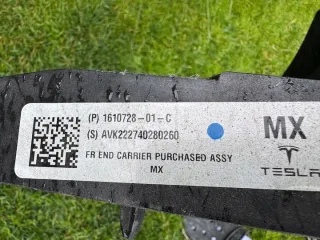 (P) 1610728-01-C
(S) AVK222740280260
MX
FR END CARRIER PURCHASED ASSY
MX
TESLA